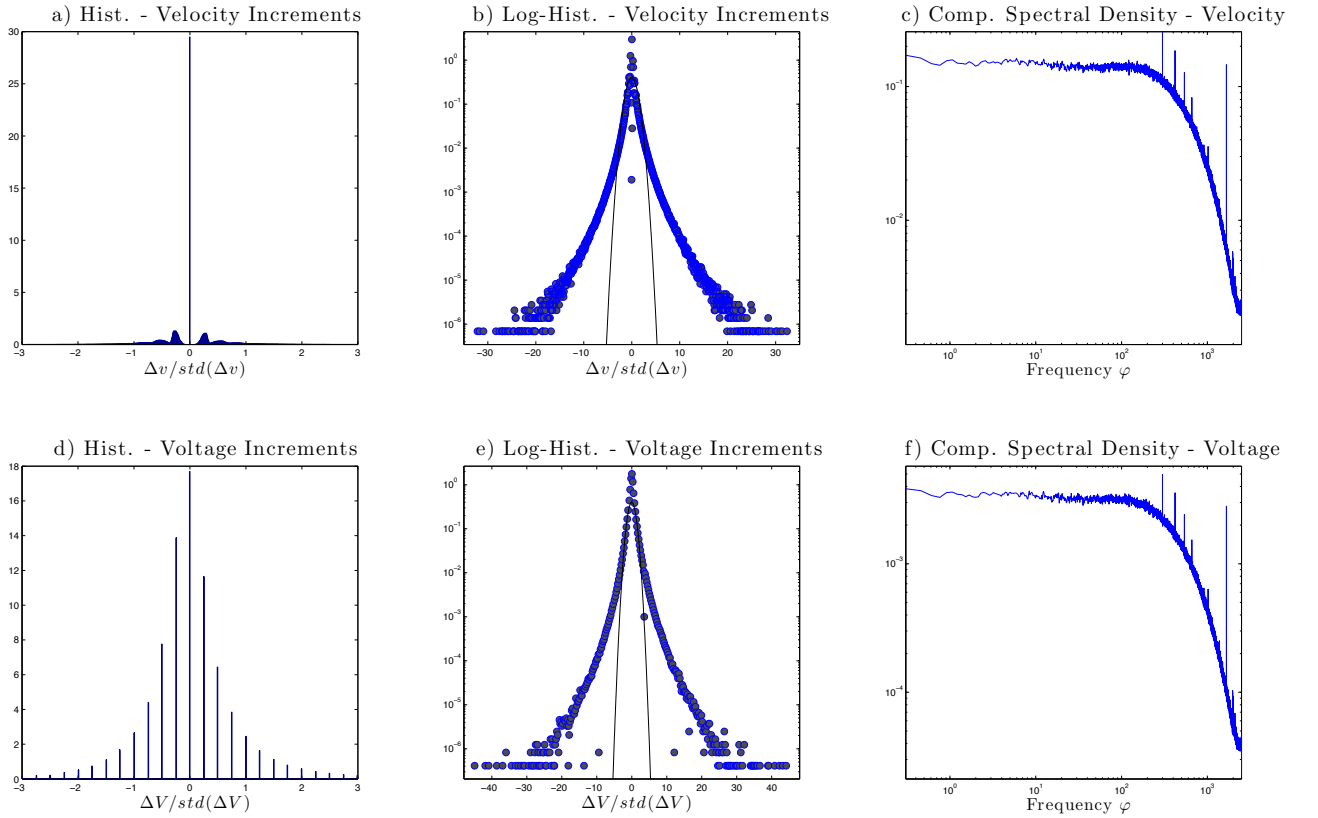 a) Hist. - Velocity Increments
30
25
20
15
10
5
0
−3 −2 −1 0 1 2 3
Δv/std(Δv)
b) Log-Hist. - Velocity Increments
10^0
10^−1
10^−2
10^−3
10^−4
10^−5
10^−6
−30 −20 −10 0 10 20 30
Δv/std(Δv)
c) Comp. Spectral Density - Velocity
10^−1
10^−2
10^0 10^1 10^2 10^3
Frequency φ
d) Hist. - Voltage Increments
18
16
14
12
10
8
6
4
2
0
−3 −2 −1 0 1 2 3
ΔV/std(ΔV)
e) Log-Hist. - Voltage Increments
10^0
10^−1
10^−2
10^−3
10^−4
10^−5
10^−6
−40 −30 −20 −10 0 10 20 30 40
ΔV/std(ΔV)
f) Comp. Spectral Density - Voltage
10^−3
10^−4
10^0 10^1 10^2 10^3
Frequency φ